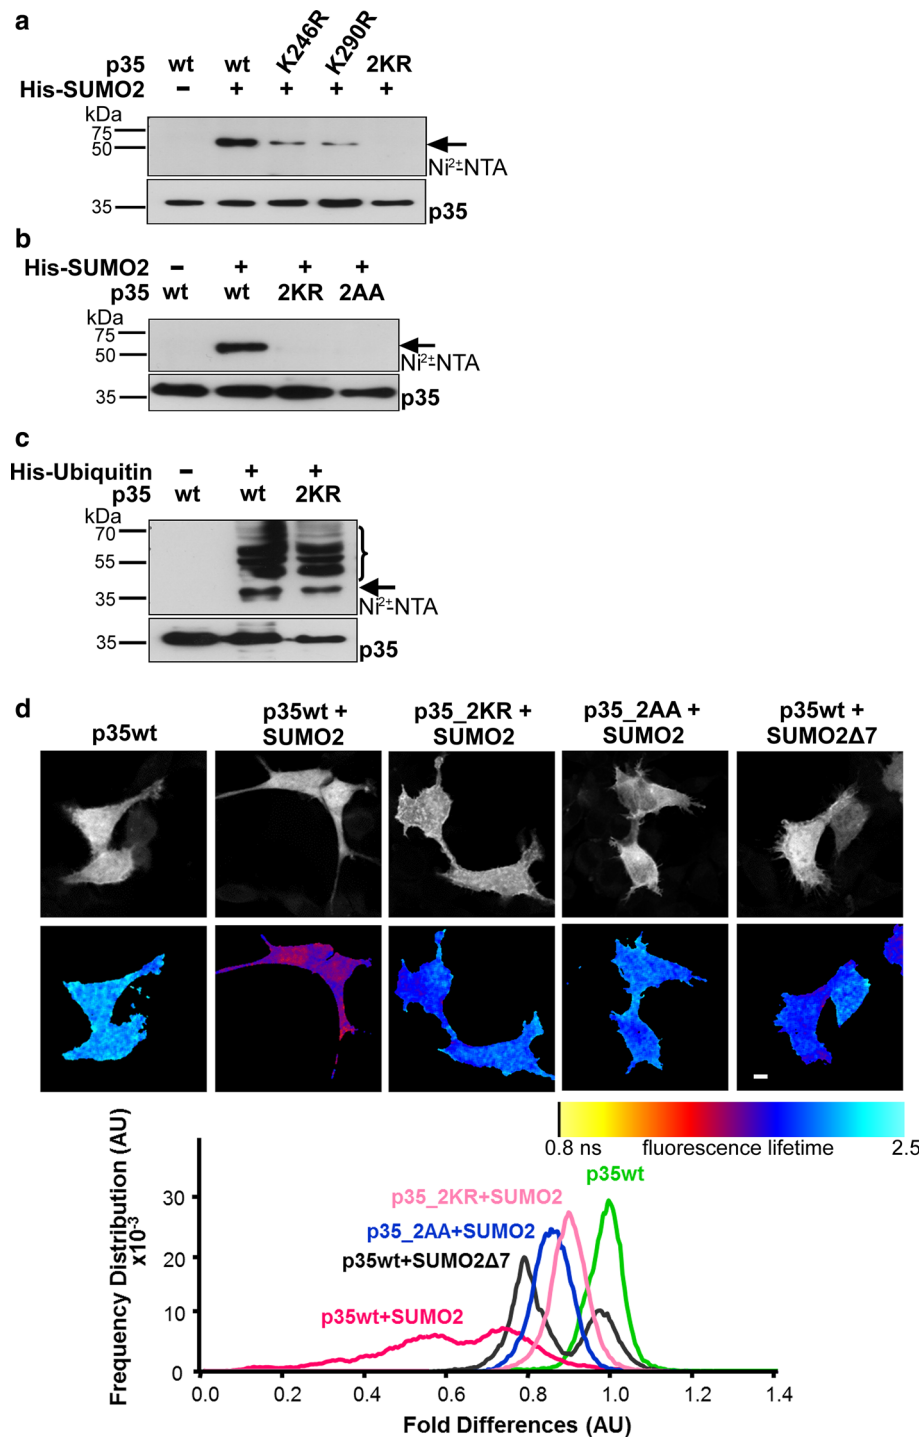 a
p35 wt wt K246R K290R 2KR
His-SUMO2 – + + + +
kDa
75
50
Ni²⁺-NTA
35
p35
b
His-SUMO2 – + + +
p35 wt wt 2KR 2AA
kDa
75
50
Ni²⁺-NTA
35
p35
c
His-Ubiquitin – + +
p35 wt wt 2KR
kDa
70
55
35
Ni²⁺-NTA
35
p35
d
p35wt
p35wt +
SUMO2
p35_2KR +
SUMO2
p35_2AA +
SUMO2
p35wt +
SUMO2Δ7
0.8 ns fluorescence lifetime 2.5
Frequency Distribution (AU)
x10⁻³
30
20
10
0
p35wt
p35_2KR+SUMO2
p35_2AA+SUMO2
p35wt+SUMO2Δ7
p35wt+SUMO2
0.0 0.2 0.4 0.6 0.8 1.0 1.2 1.4
Fold Differences (AU)